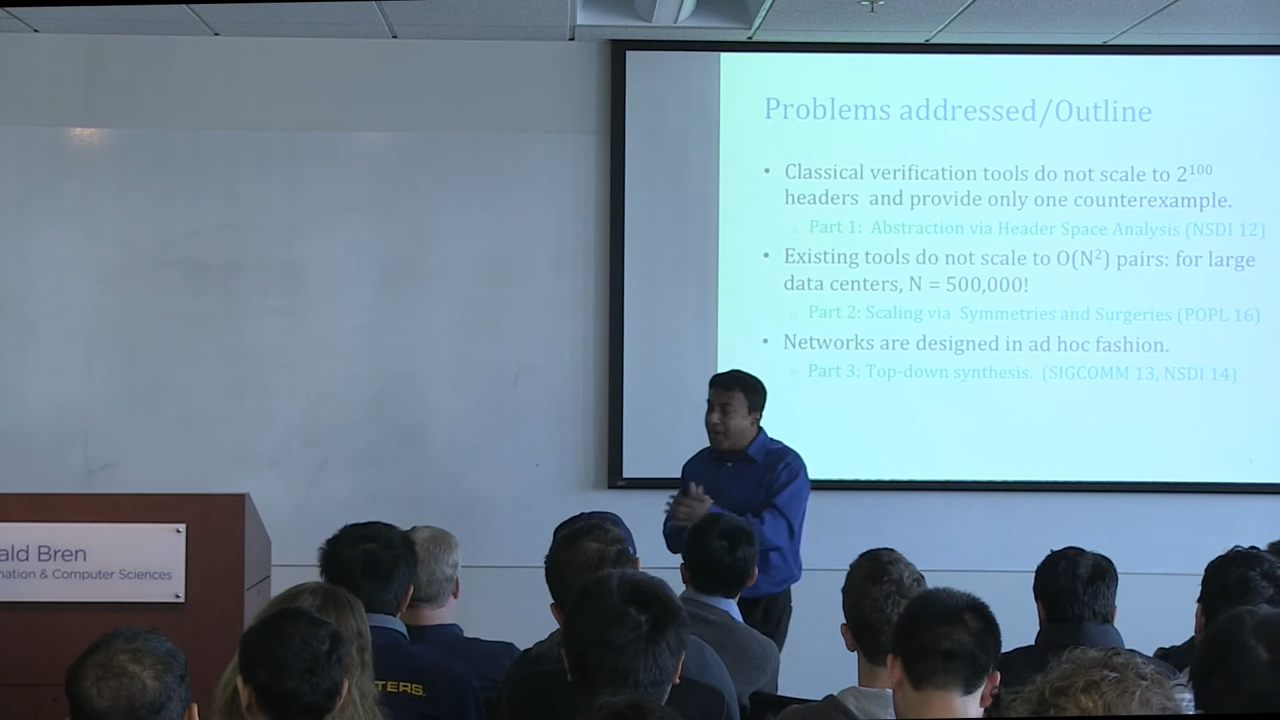 Problems addressed/Outline
• Classical verification tools do not scale to 2¹⁰⁰
headers and provide only one counterexample.
Part 1: Abstraction via Header Space Analysis (NSDI 12)
• Existing tools do not scale to O(N²) pairs: for large
data centers, N = 500,000!
Part 2: Scaling via Symmetries and Surgeries (POPL 16)
• Networks are designed in ad hoc fashion.
Part 3: Top-down synthesis. (SIGCOMM 13, NSDI 14)
ald Bren
mation & Computer Sciences
TERS.